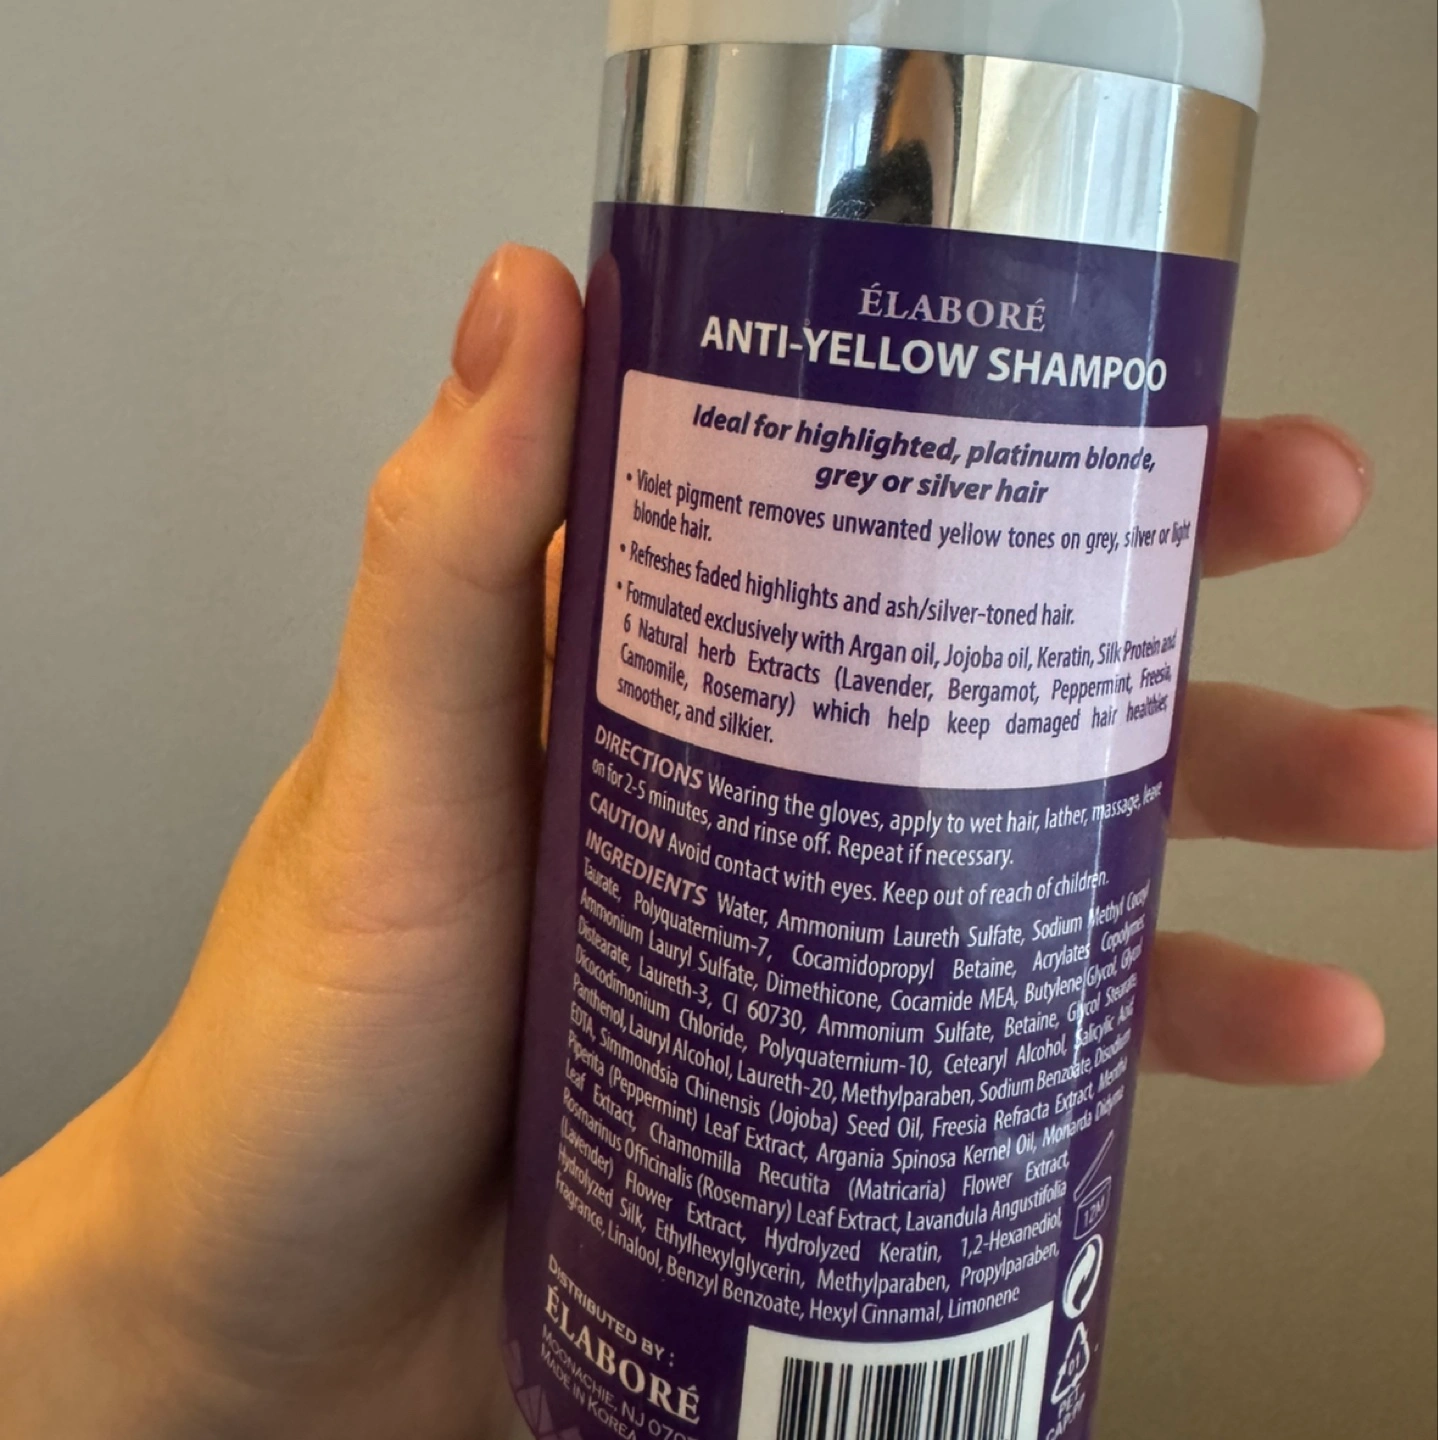 ÉLABORÉ
ANTI-YELLOW SHAMPOO
Ideal for highlighted, platinum blonde,
grey or silver hair
• Violet pigment removes unwanted yellow tones on grey, silver or light
blonde hair.
• Refreshes faded highlights and ash/silver-toned hair.
• Formulated exclusively with Argan oil, Jojoba oil, Keratin, Silk Protein and
6 Natural herb Extracts (Lavender, Bergamot, Peppermint, Freesia,
Camomile, Rosemary) which help keep damaged hair healthier,
smoother, and silkier.
DIRECTIONS Wearing the gloves, apply to wet hair, lather, massage, leave
on for 2-5 minutes, and rinse off. Repeat if necessary.
CAUTION Avoid contact with eyes. Keep out of reach of children.
INGREDIENTS Water, Ammonium Laureth Sulfate, Sodium Methyl Cocoyl
Taurate, Polyquaternium-7, Cocamidopropyl Betaine, Acrylates Copolymer,
Ammonium Lauryl Sulfate, Dimethicone, Cocamide MEA, Butylene Glycol, Glycol
Distearate, Laureth-3, CI 60730, Ammonium Sulfate, Betaine, Glycol Stearate,
Dicocodimonium Chloride, Polyquaternium-10, Cetearyl Alcohol, Salicylic Acid,
Panthenol, Lauryl Alcohol, Laureth-20, Methylparaben, Sodium Benzoate, Disodium
EDTA, Simmondsia Chinensis (Jojoba) Seed Oil, Freesia Refracta Extract, Mentha
Piperita (Peppermint) Leaf Extract, Argania Spinosa Kernel Oil, Monarda Didyma
Leaf Extract, Chamomilla Recutita (Matricaria) Flower Extract,
Rosmarinus Officinalis (Rosemary) Leaf Extract, Lavandula Angustifolia
(Lavender) Flower Extract, Hydrolyzed Keratin, 1,2-Hexanediol,
Hydrolyzed Silk, Ethylhexylglycerin, Methylparaben, Propylparaben,
Fragrance, Linalool, Benzyl Benzoate, Hexyl Cinnamal, Limonene
12M
DISTRIBUTED BY :
ÉLABORÉ
MOONACHIE, NJ
MADE IN KOREA
01
PET
CAP:PP